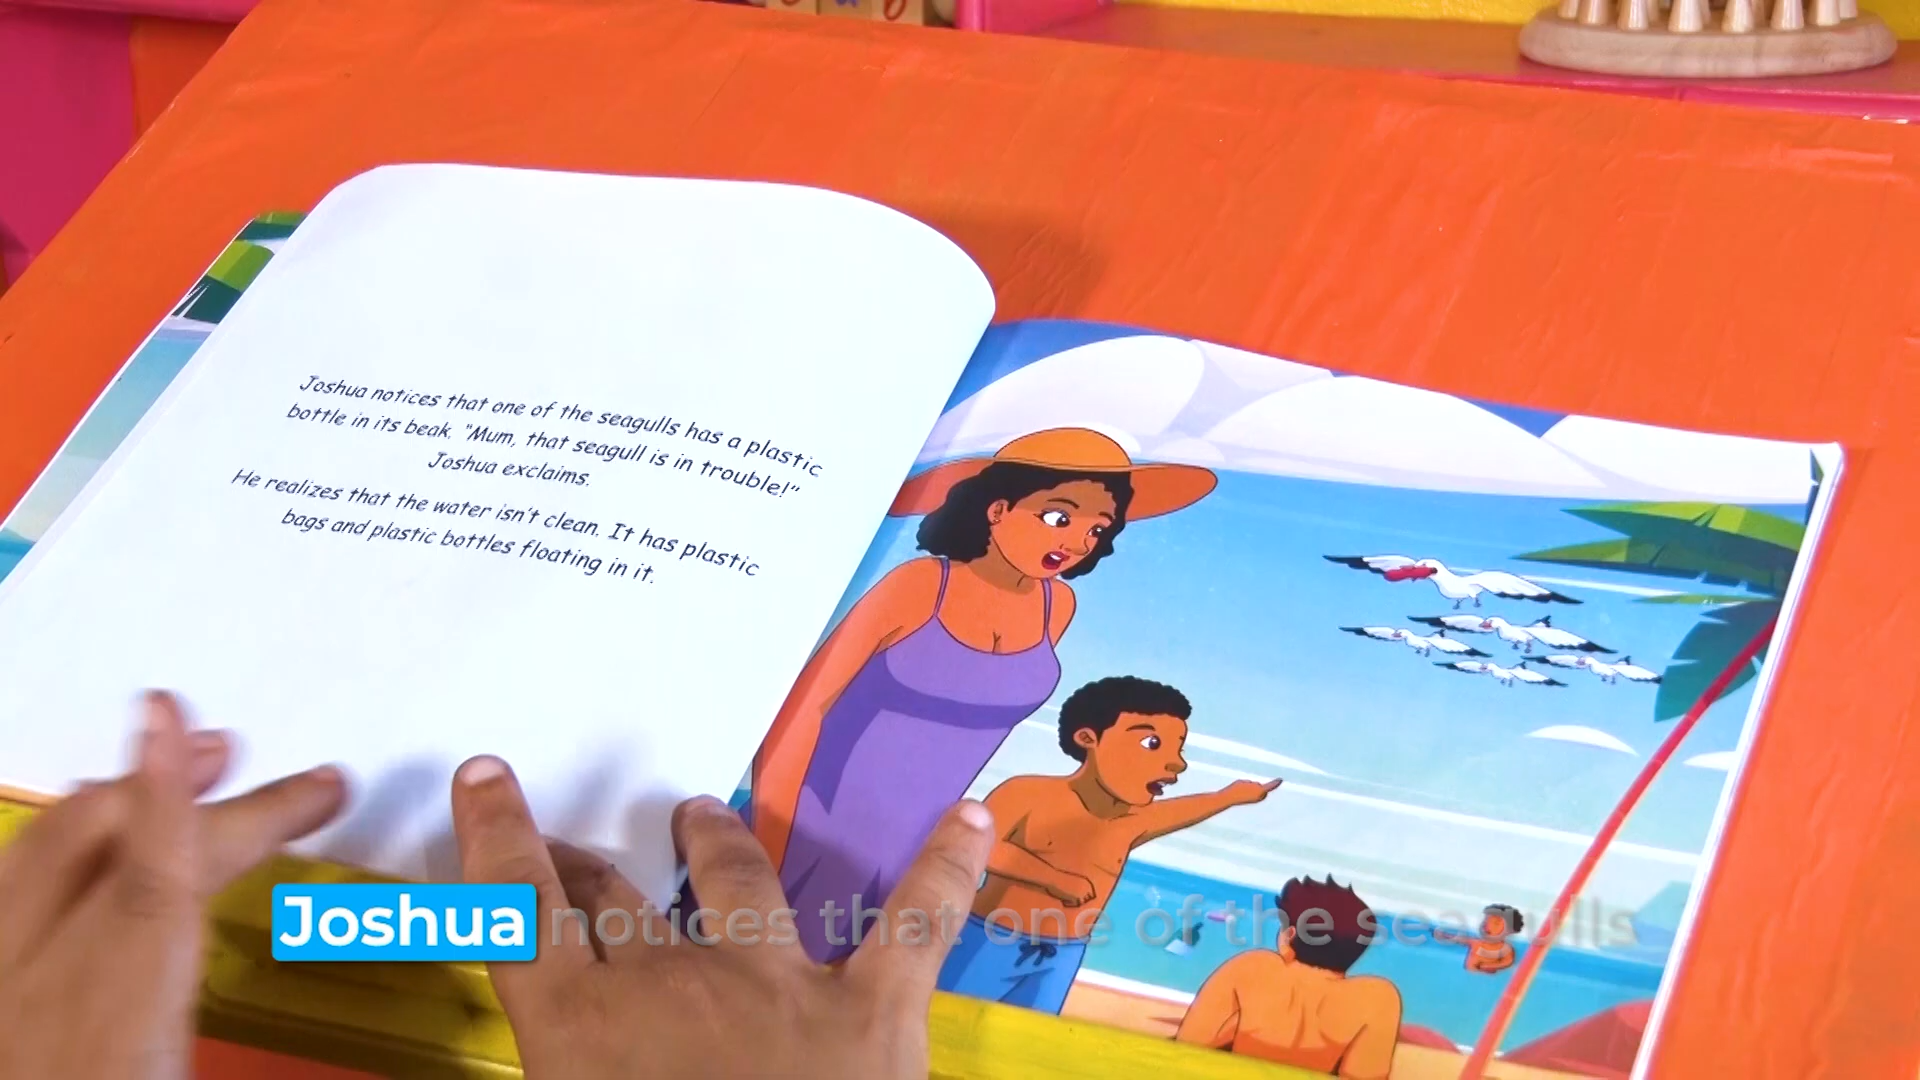 Joshua notices that one of the seagulls has a plastic
bottle in its beak. "Mum, that seagull is in trouble!"
Joshua exclaims.
He realizes that the water isn't clean. It has plastic
bags and plastic bottles floating in it.
Joshua notices that one of the seagulls